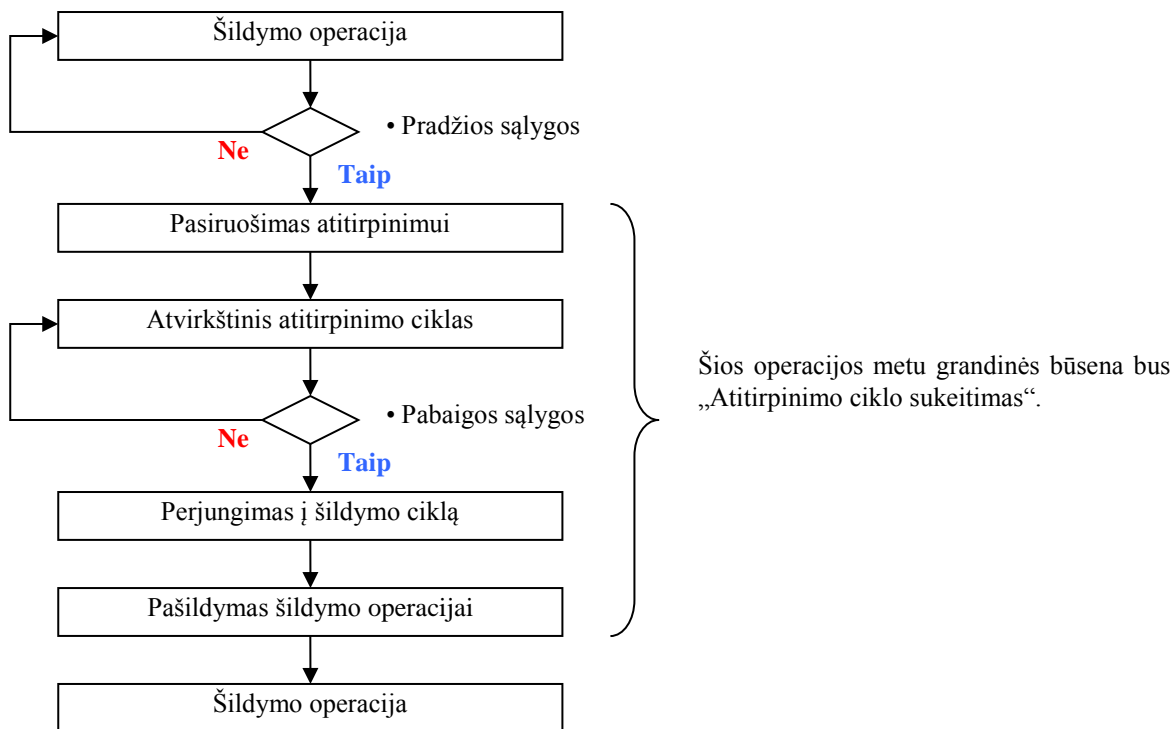 Šildymo operacija
• Pradžios sąlygos
Ne
Taip
Pasiruošimas atitirpinimui
Atvirkštinis atitirpinimo ciklas
• Pabaigos sąlygos
Ne
Taip
Perjungimas į šildymo ciklą
Pašildymas šildymo operacijai
Šildymo operacija
Šios operacijos metu grandinės būsena bus
„Atitirpinimo ciklo sukeitimas“.